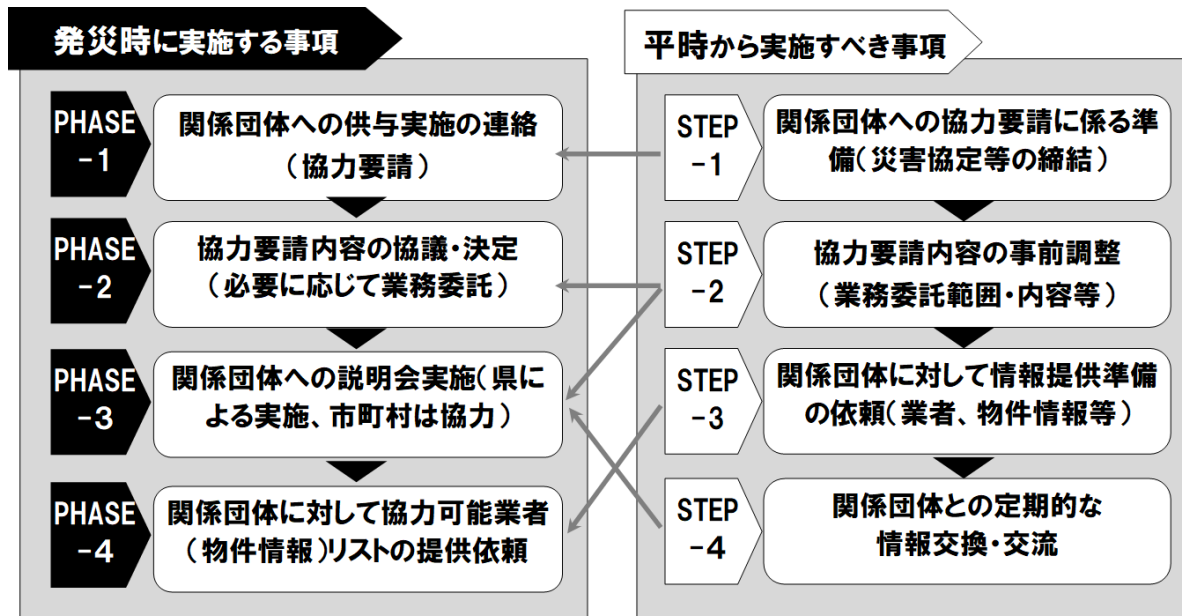 発災時に実施する事項
PHASE
-1
関係団体への供与実施の連絡
（協力要請）
PHASE
-2
協力要請内容の協議・決定
（必要に応じて業務委託）
PHASE
-3
関係団体への説明会実施（県に
よる実施、市町村は協力）
PHASE
-4
関係団体に対して協力可能業者
（物件情報）リストの提供依頼
平時から実施すべき事項
STEP
-1
関係団体への協力要請に係る準
備（災害協定等の締結）
STEP
-2
協力要請内容の事前調整
（業務委託範囲・内容等）
STEP
-3
関係団体に対して情報提供準備
の依頼（業者、物件情報等）
STEP
-4
関係団体との定期的な
情報交換・交流